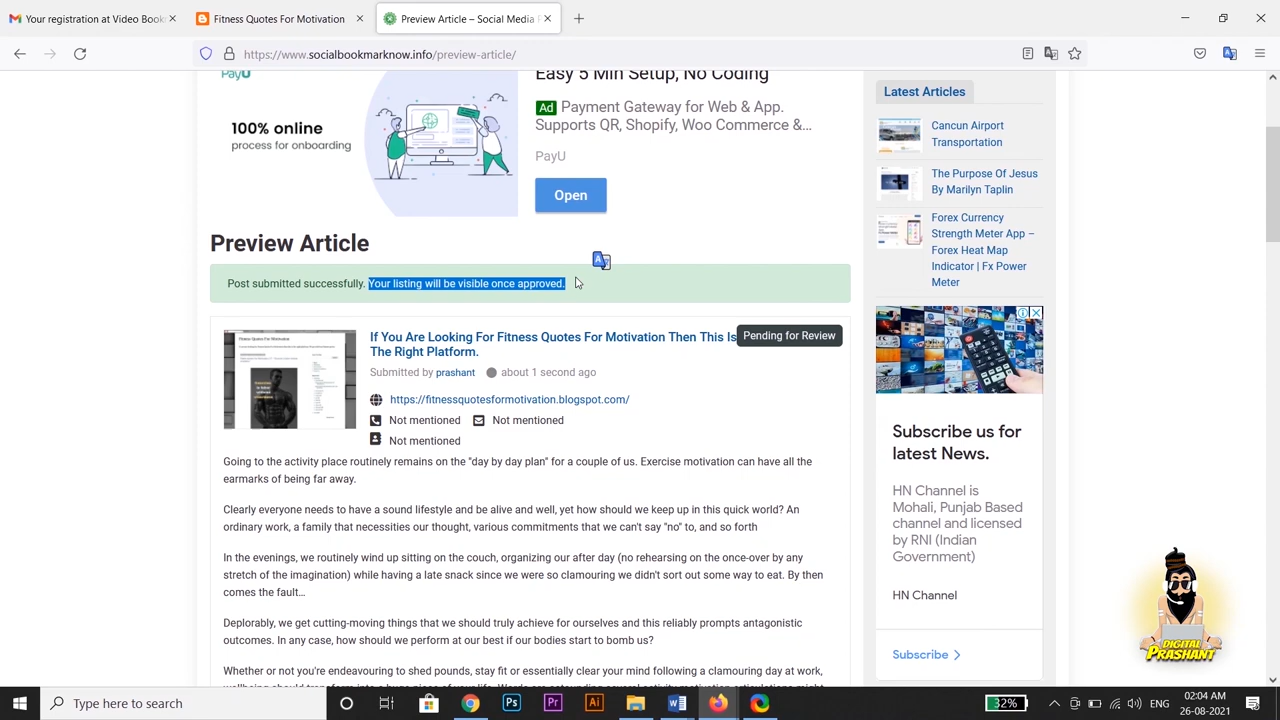 Your registration at Video Book
Fitness Quotes For Motivation
Preview Article – Social Media P
https://www.socialbookmarknow.info/preview-article/
PayU
100% online
process for onboarding
Easy 5 Min Setup, No Coding
Ad Payment Gateway for Web & App.
Supports QR, Shopify, Woo Commerce &...
PayU
Open
Preview Article
Post submitted successfully. Your listing will be visible once approved.
If You Are Looking For Fitness Quotes For Motivation Then This Is
The Right Platform.
Pending for Review
Submitted by prashant about 1 second ago
https://fitnessquotesformotivation.blogspot.com/
Not mentioned Not mentioned
Not mentioned
Going to the activity place routinely remains on the "day by day plan" for a couple of us. Exercise motivation can have all the
earmarks of being far away.
Clearly everyone needs to have a sound lifestyle and be alive and well, yet how should we keep up in this quick world? An
ordinary work, a family that necessities our thought, various commitments that we can't say "no" to, and so forth
In the evenings, we routinely wind up sitting on the couch, organizing our after day (no rehearsing on the once-over by any
stretch of the imagination) while having a late snack since we were so clamouring we didn't sort out some way to eat. By then
comes the fault...
Deplorably, we get cutting-moving things that we should truly achieve for ourselves and this reliably prompts antagonistic
outcomes. In any case, how should we perform at our best if our bodies start to bomb us?
Whether or not you're endeavouring to shed pounds, stay fit or essentially clear your mind following a clamouring day at work,
Latest Articles
Cancun Airport
Transportation
The Purpose Of Jesus
By Marilyn Taplin
Forex Currency
Strength Meter App –
Forex Heat Map
Indicator | Fx Power
Meter
Subscribe us for
latest News.
HN Channel is
Mohali, Punjab Based
channel and licensed
by RNI (Indian
Government)
HN Channel
Subscribe
DIGITAL
PRASHANT
Type here to search
32%
ENG
02:04 AM
26-08-2021